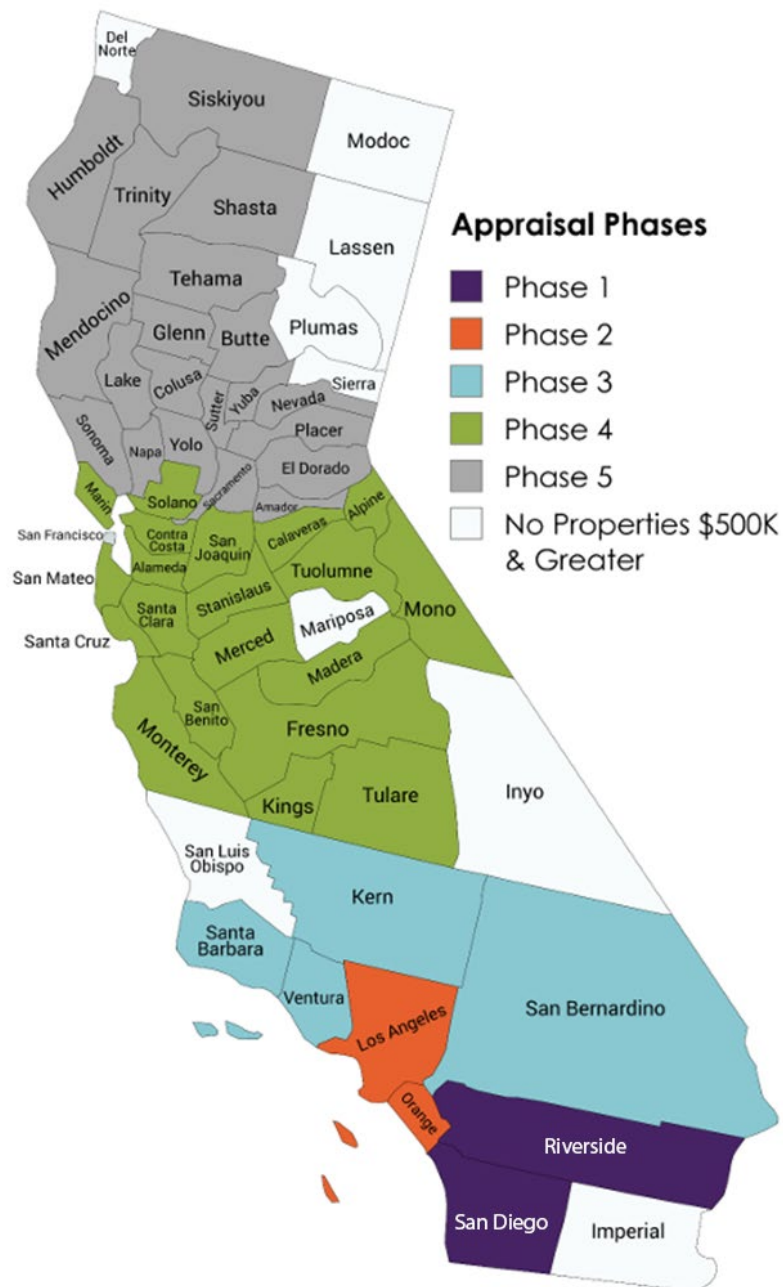 Del
Norte
Siskiyou
Modoc
Humboldt
Trinity
Shasta
Lassen
Appraisal Phases
Phase 1
Phase 2
Phase 3
Phase 4
Phase 5
No Properties $500K
& Greater
Tehama
Plumas
Mendocino
Glenn
Butte
Sierra
Lake
Colusa
Sutter
Yuba
Nevada
Placer
Sonoma
Napa
Yolo
Sacramento
El Dorado
Amador
Marin
Solano
Alpine
San Francisco
Contra
Costa
San
Joaquin
Calaveras
Alameda
San Mateo
Tuolumne
Mono
Santa
Clara
Stanislaus
Mariposa
Santa Cruz
Merced
Madera
San
Benito
Fresno
Monterey
Kings
Tulare
Inyo
San Luis
Obispo
Kern
Santa
Barbara
Ventura
Los Angeles
San Bernardino
Orange
Riverside
San Diego
Imperial